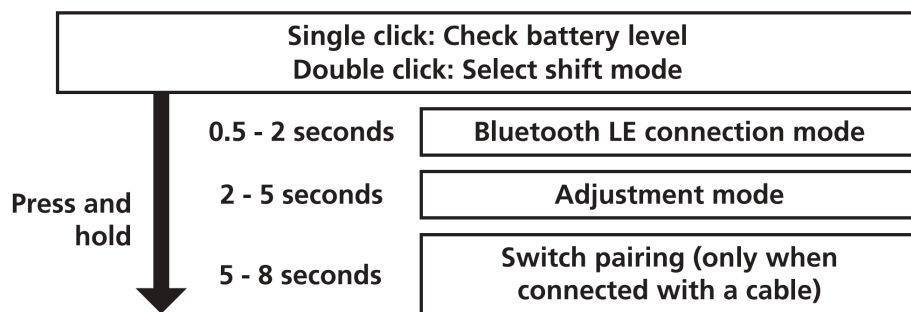 Single click: Check battery level
Double click: Select shift mode
0.5 - 2 seconds
Bluetooth LE connection mode
Press and
hold
2 - 5 seconds
Adjustment mode
5 - 8 seconds
Switch pairing (only when
connected with a cable)